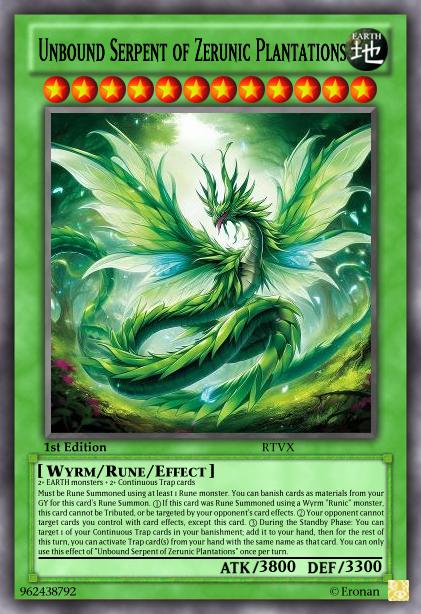 Unbound Serpent of Zerunic Plantations
EARTH
地
1st Edition
RTVX
[ Wyrm/Rune/Effect ]
2+ EARTH monsters + 2+ Continuous Trap cards
Must be Rune Summoned using at least 1 Rune monster. You can banish cards as materials from your
GY for this card's Rune Summon. ① If this card was Rune Summoned using a Wyrm "Runic" monster,
this card cannot be Tributed, or be targeted by your opponent's card effects. ② Your opponent cannot
target cards you control with card effects, except this card. ③ During the Standby Phase: You can
target 1 of your Continuous Trap cards in your banishment; add it to your hand, then for the rest of
this turn, you can activate Trap card(s) from your hand with the same name as that card. You can only
use this effect of "Unbound Serpent of Zerunic Plantations" once per turn.
ATK/3800 DEF/3300
962438792
© Eronan